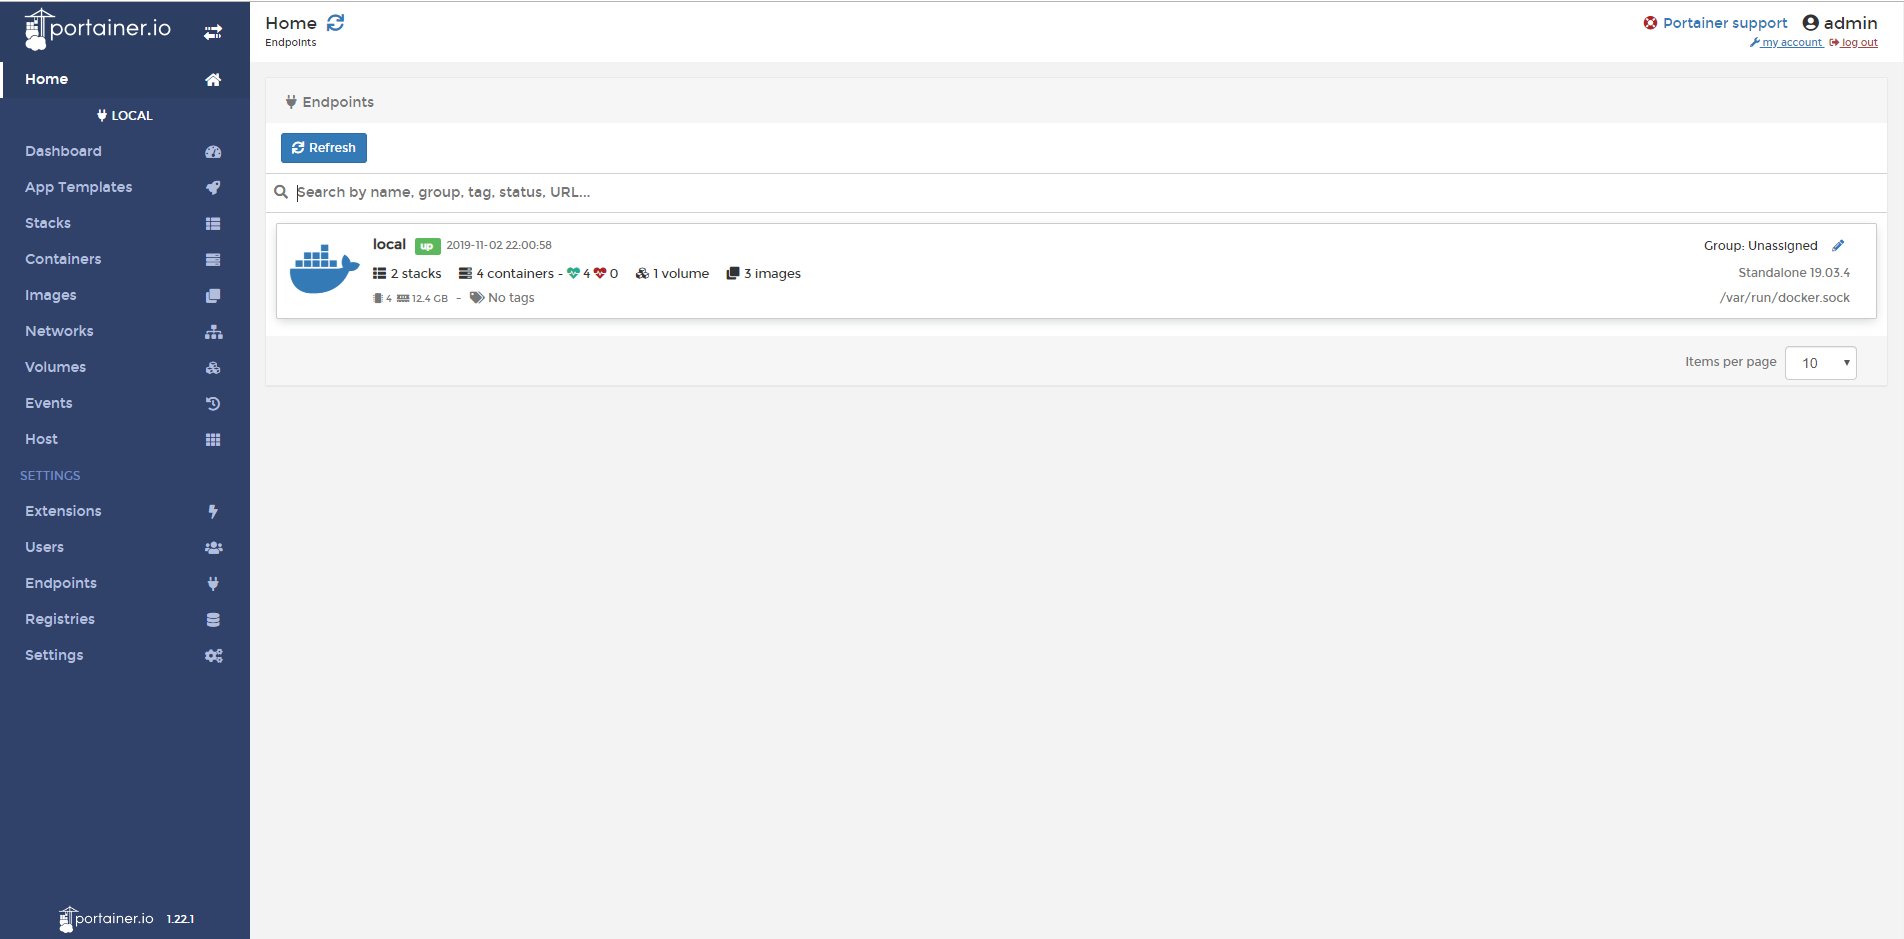 portainer.io
Home
LOCAL
Dashboard
App Templates
Stacks
Containers
Images
Networks
Volumes
Events
Host
SETTINGS
Extensions
Users
Endpoints
Registries
Settings
portainer.io 1.22.1
Home
Endpoints
Portainer support admin
my account log out
Endpoints
Refresh
Search by name, group, tag, status, URL...
local up 2019-11-02 22:00:58
2 stacks 4 containers - 4 0 1 volume 3 images
4 12.4 GB - No tags
Group: Unassigned
Standalone 19.03.4
/var/run/docker.sock
Items per page 10